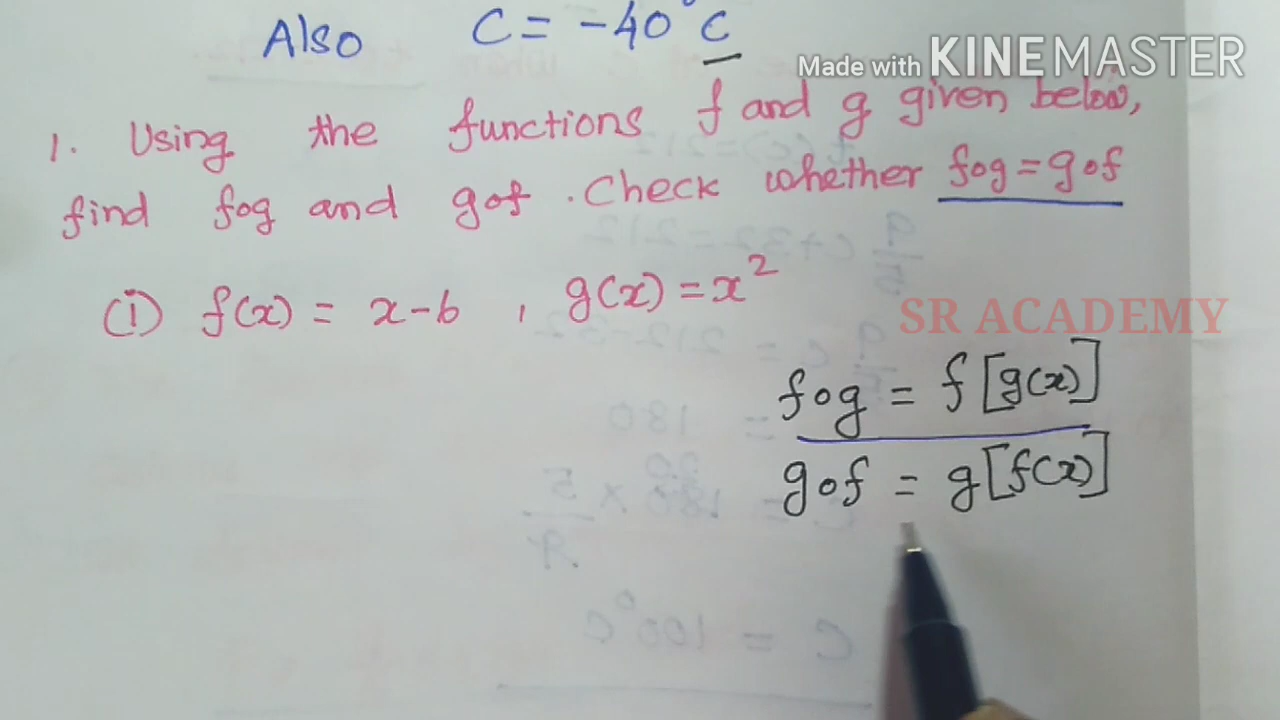 Also C = -40°C
Made with KINEMASTER
1. Using the functions f and g given below,
find fog and gof. Check whether fog = gof
(i) f(x) = x-6 , g(x) = x²
SR ACADEMY
fog = f[g(x)]
gof = g[f(x)]